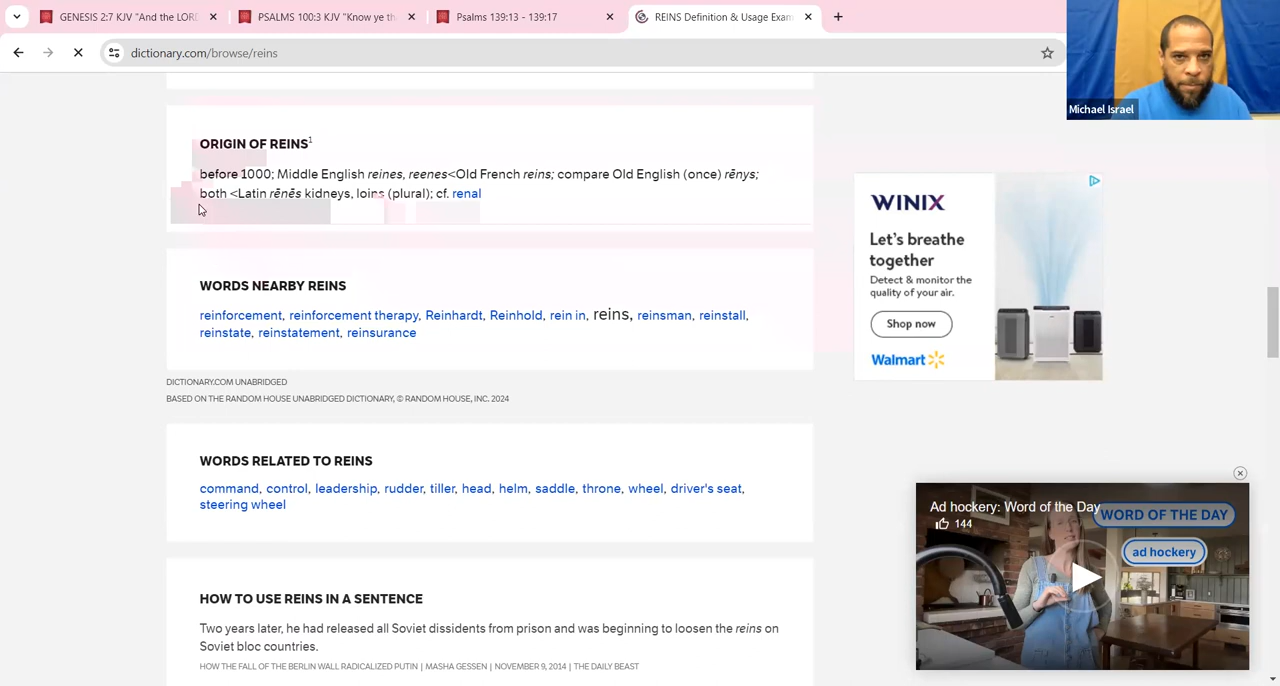 GENESIS 2:7 KJV "And the LORD
PSALMS 100:3 KJV "Know ye th
Psalms 139:13 - 139:17
REINS Definition & Usage Exam
dictionary.com/browse/reins
Michael Israel
ORIGIN OF REINS1
before 1000; Middle English reines, reenes<Old French reins; compare Old English (once) rēnys;
both <Latin rēnēs kidneys, loins (plural); cf. renal
WORDS NEARBY REINS
reinforcement, reinforcement therapy, Reinhardt, Reinhold, rein in, reins, reinsman, reinstall,
reinstate, reinstatement, reinsurance
DICTIONARY.COM UNABRIDGED
BASED ON THE RANDOM HOUSE UNABRIDGED DICTIONARY, © RANDOM HOUSE, INC. 2024
WORDS RELATED TO REINS
command, control, leadership, rudder, tiller, head, helm, saddle, throne, wheel, driver's seat,
steering wheel
HOW TO USE REINS IN A SENTENCE
Two years later, he had released all Soviet dissidents from prison and was beginning to loosen the reins on
Soviet bloc countries.
HOW THE FALL OF THE BERLIN WALL RADICALIZED PUTIN | MASHA GESSEN | NOVEMBER 9, 2014 | THE DAILY BEAST
WINIX
Let's breathe
together
Detect & monitor the
quality of your air.
Shop now
Walmart
Ad hockery: Word of the Day
144
WORD OF THE DAY
ad hockery